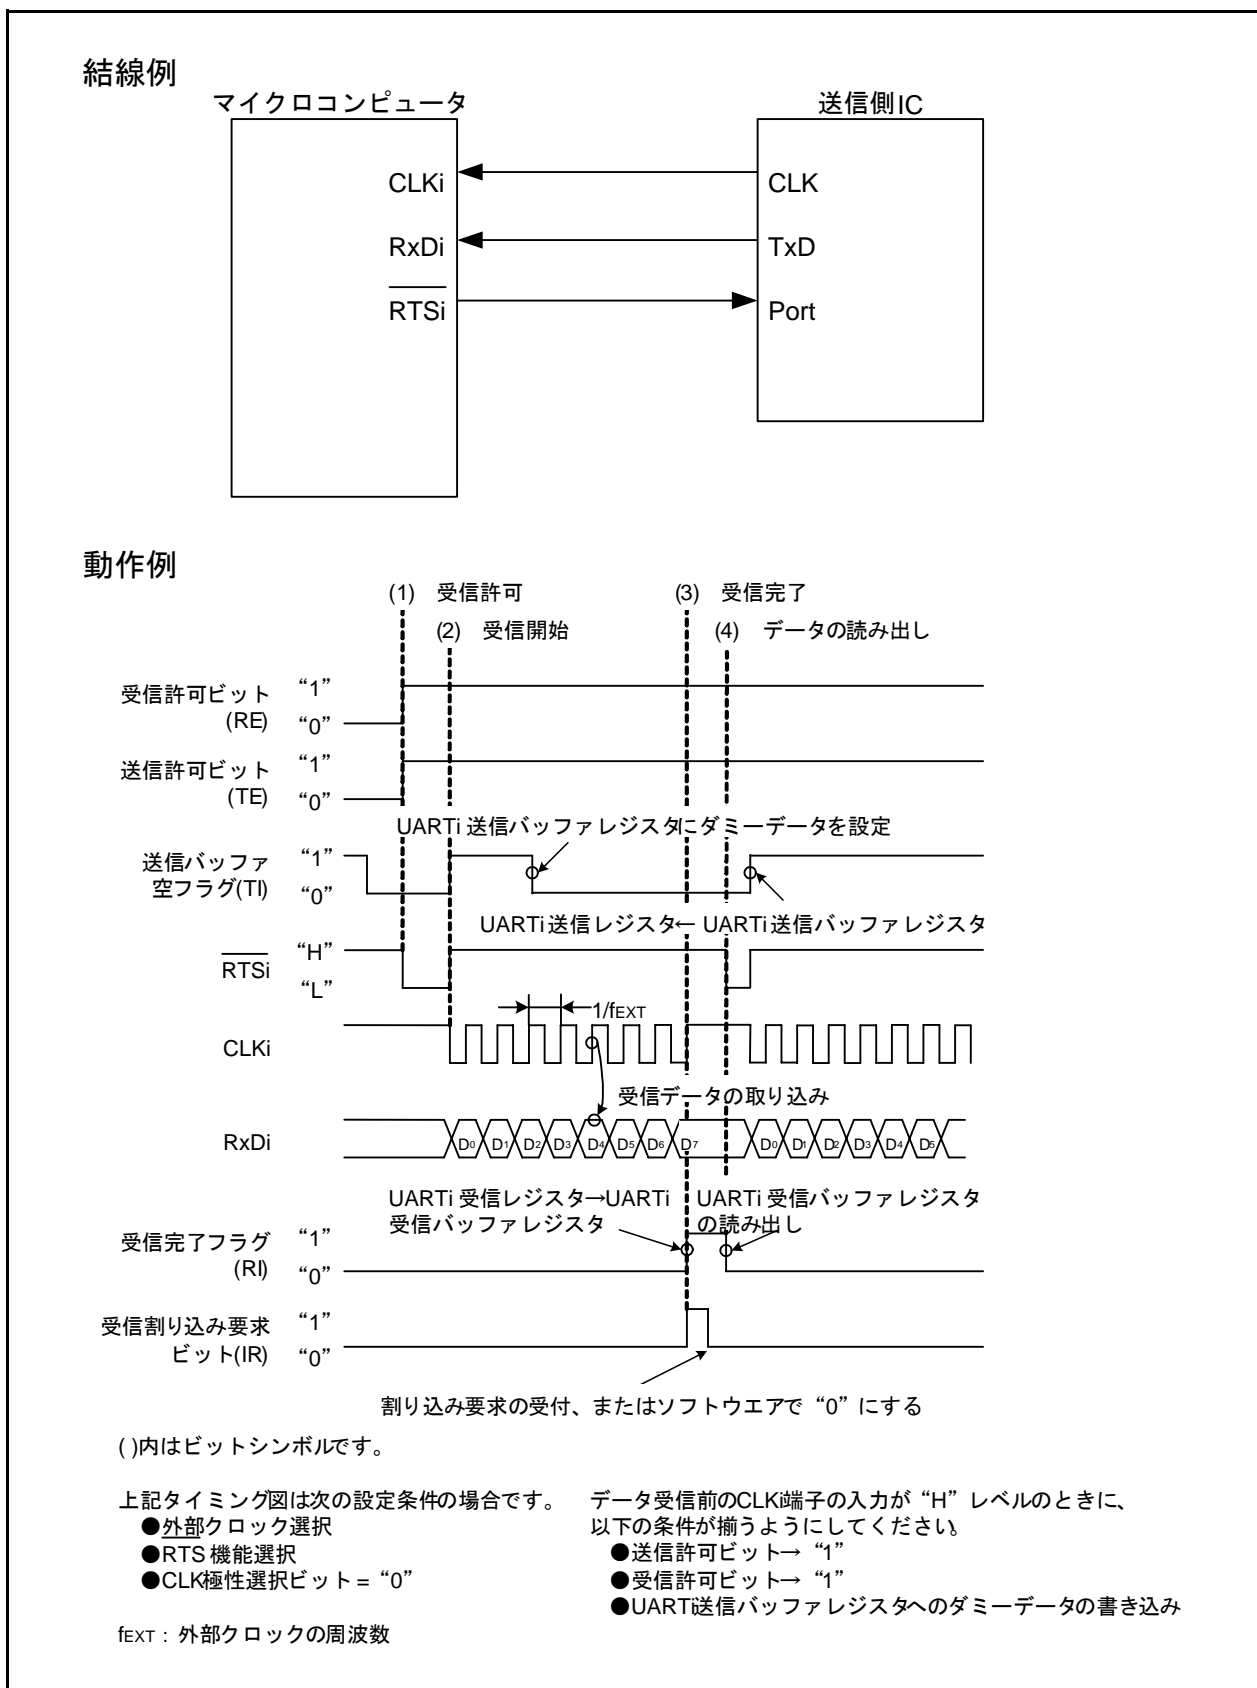 結線例
マイクロコンピュータ
送信側IC
CLKi
CLK
RxDi
TxD
RTSi
Port
動作例
(1) 受信許可
(3) 受信完了
(2) 受信開始
(4) データの読み出し
受信許可ビット
(RE)
“1”
“0”
送信許可ビット
(TE)
“1”
“0”
UARTi 送信バッファレジスタにダミーデータを設定
送信バッファ
空フラグ(TI)
“1”
“0”
UARTi送信レジスタ← UARTi送信バッファレジスタ
RTSi
“H”
“L”
1/fEXT
CLKi
受信データの取り込み
RxDi
D0 D1 D2 D3 D4 D5 D6 D7 D0 D1 D2 D3 D4 D5
UARTi 受信レジスタ→UARTi
受信バッファレジスタ
UARTi 受信バッファレジスタ
の読み出し
受信完了フラグ
(RI)
“1”
“0”
受信割り込み要求
ビット(IR)
“1”
“0”
割り込み要求の受付、またはソフトウエアで“0”にする
( )内はビットシンボルです。
上記タイミング図は次の設定条件の場合です。
●外部クロック選択
●RTS 機能選択
●CLK極性選択ビット = “0”
fEXT : 外部クロックの周波数
データ受信前のCLKi端子の入力が“H”レベルのときに、
以下の条件が揃うようにしてください。
●送信許可ビット→ “1”
●受信許可ビット→ “1”
●UARTi送信バッファレジスタへのダミーデータの書き込み